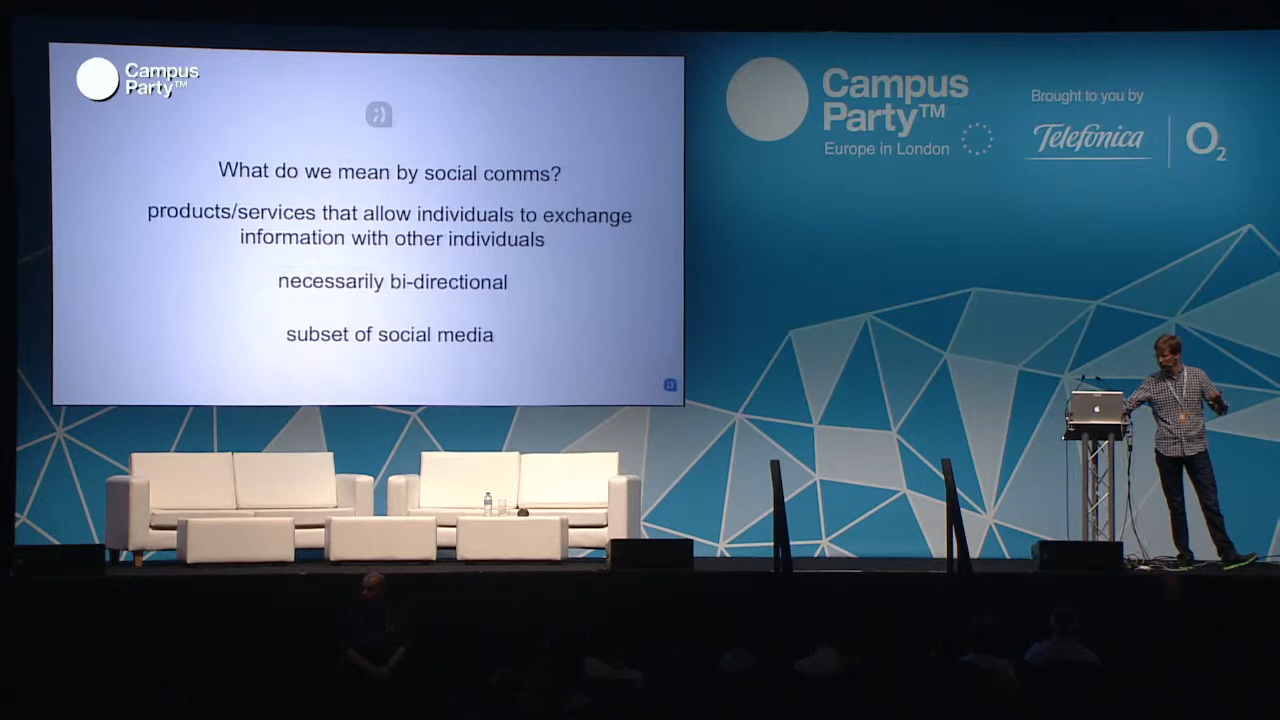 Campus
Party™
;)
What do we mean by social comms?
products/services that allow individuals to exchange
information with other individuals
necessarily bi-directional
subset of social media
;)
Campus
Party™
Europe in London
Brought to you by
Telefónica
O2